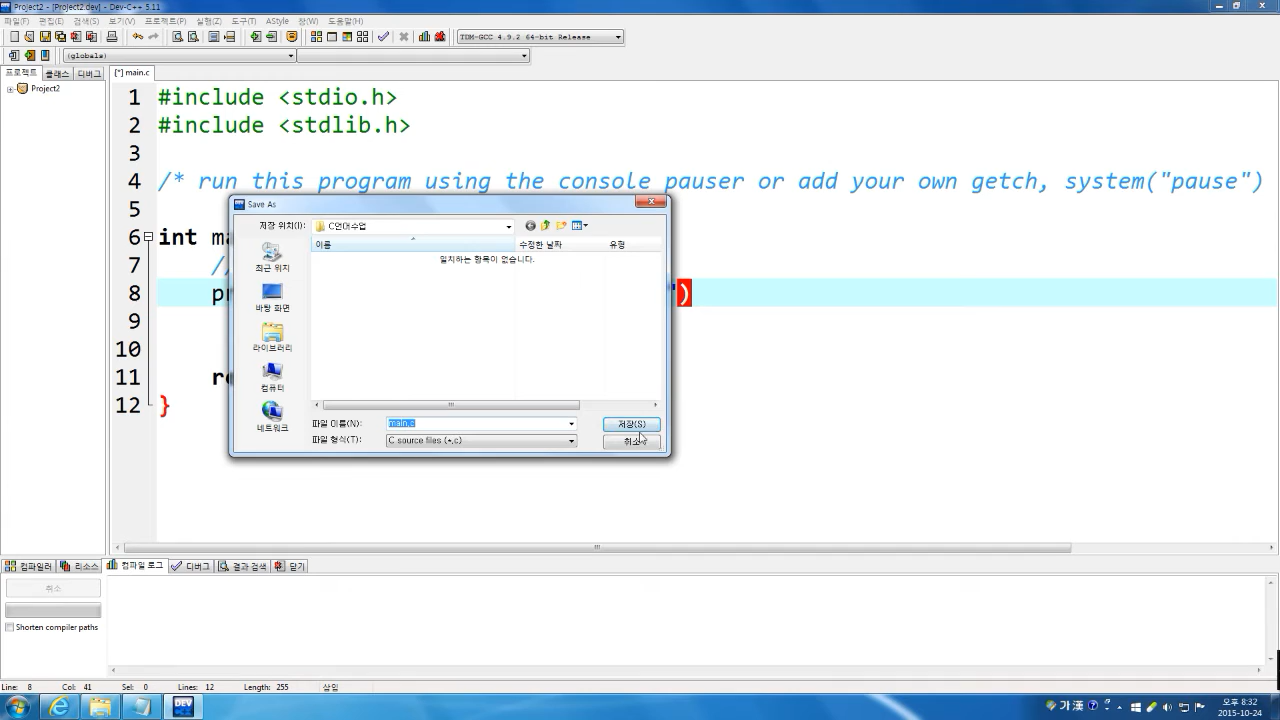 Project2 - [Project2.dev] - Dev-C++ 5.11
파일(F) 편집(E) 검색(S) 보기(V) 프로젝트(P) 실행(Z) 도구(T) AStyle 창(W) 도움말(H)
TDM-GCC 4.9.2 64-bit Release
(globals)
프로젝트 클래스 디버그
[*] main.c
Project2
1 #include <stdio.h>
2 #include <stdlib.h>
3
4 /* run this program using the console pauser or add your own getch, system("pause")
5
6 int ma
7 //
8 pr ")
9
10
11 re
12 }
Save As
저장 위치(I): C언어수업
이름 수정한 날짜 유형
일치하는 항목이 없습니다.
최근 위치
바탕 화면
라이브러리
컴퓨터
네트워크
파일 이름(N): main.c 저장(S)
파일 형식(T): C source files (*.c) 취소
컴파일러 리소스 컴파일 로그 디버그 결과 검색 닫기
취소
Shorten compiler paths
Line: 8 Col: 41 Sel: 0 Lines: 12 Length: 255 삽입
DEV 가 漢 오후 8:32
2015-10-24